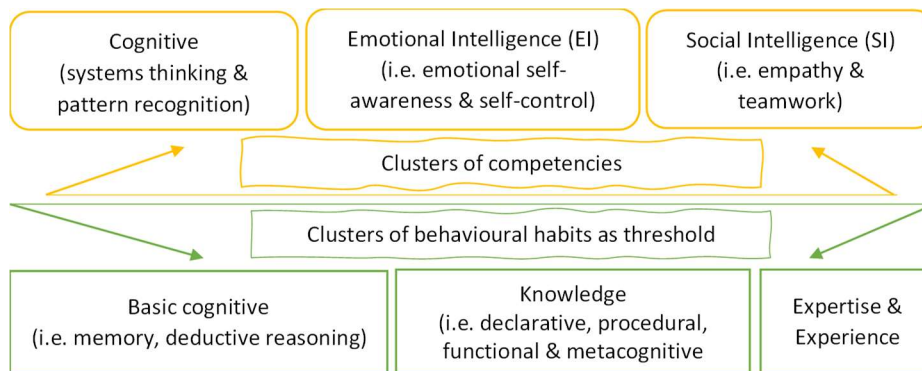 Cognitive
(systems thinking &
pattern recognition)
Emotional Intelligence (EI)
(i.e. emotional self-
awareness & self-control)
Social Intelligence (SI)
(i.e. empathy &
teamwork)
Clusters of competencies
Clusters of behavioural habits as threshold
Basic cognitive
(i.e. memory, deductive reasoning)
Knowledge
(i.e. declarative, procedural,
functional & metacognitive
Expertise &
Experience